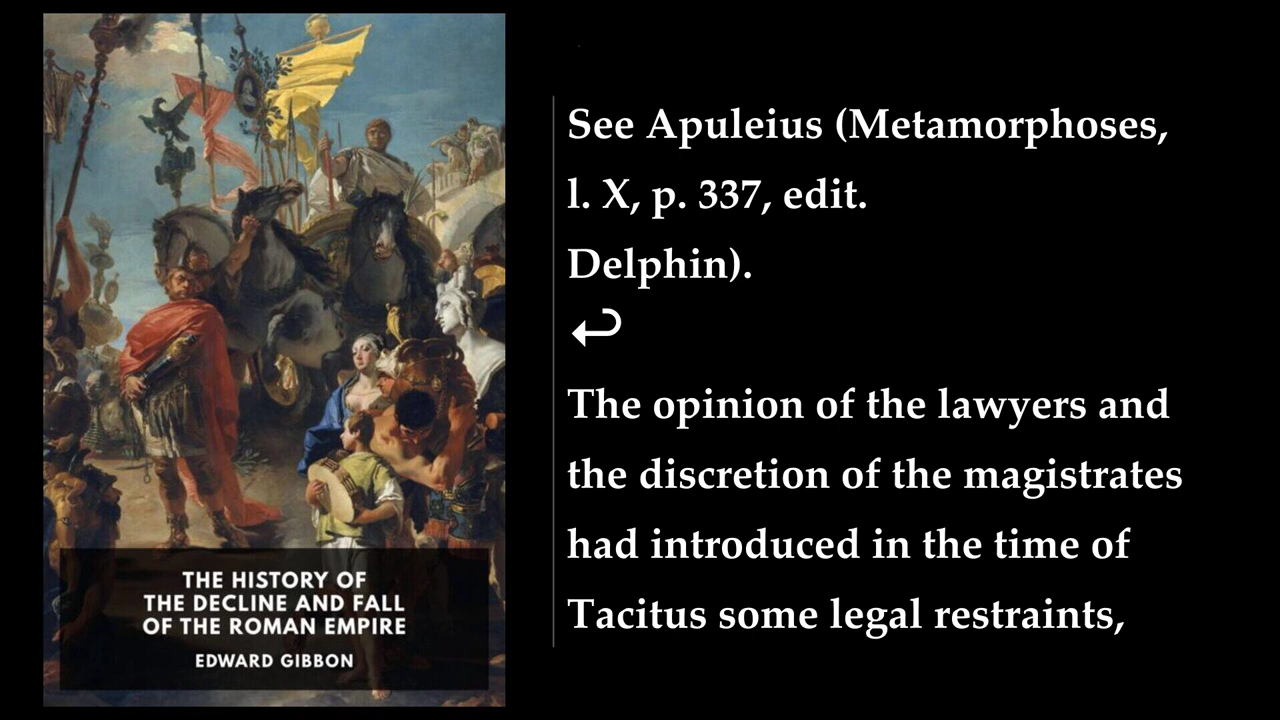 THE HISTORY OF
THE DECLINE AND FALL
OF THE ROMAN EMPIRE
EDWARD GIBBON
See Apuleius (Metamorphoses,
l. X, p. 337, edit.
Delphin).
↩
The opinion of the lawyers and
the discretion of the magistrates
had introduced in the time of
Tacitus some legal restraints,